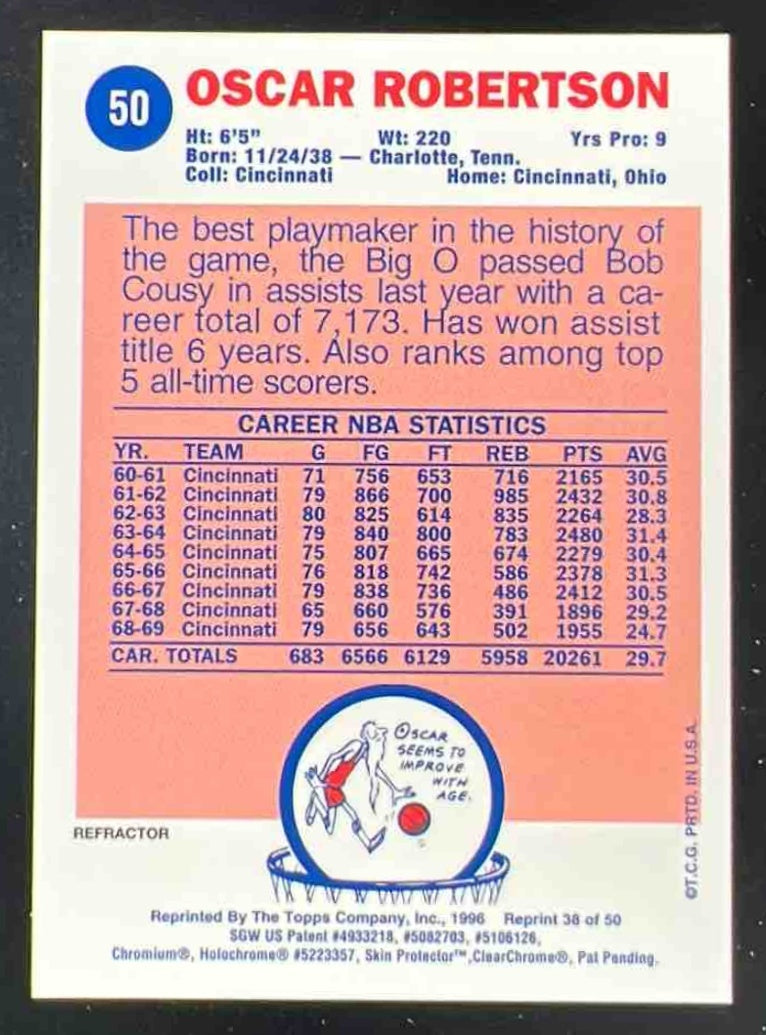 50
OSCAR ROBERTSON
Ht: 6'5" Wt: 220 Yrs Pro: 9
Born: 11/24/38 — Charlotte, Tenn.
Coll: Cincinnati Home: Cincinnati, Ohio
The best playmaker in the history of
the game, the Big O passed Bob
Cousy in assists last year with a ca-
reer total of 7,173. Has won assist
title 6 years. Also ranks among top
5 all-time scorers.
CAREER NBA STATISTICS
YR. TEAM G FG FT REB PTS AVG
60-61 Cincinnati 71 756 653 716 2165 30.5
61-62 Cincinnati 79 866 700 985 2432 30.8
62-63 Cincinnati 80 825 614 835 2264 28.3
63-64 Cincinnati 79 840 800 783 2480 31.4
64-65 Cincinnati 75 807 665 674 2279 30.4
65-66 Cincinnati 76 818 742 586 2378 31.3
66-67 Cincinnati 79 838 736 486 2412 30.5
67-68 Cincinnati 65 660 576 391 1896 29.2
68-69 Cincinnati 79 656 643 502 1955 24.7
CAR. TOTALS 683 6566 6129 5958 20261 29.7
OSCAR
SEEMS TO
IMPROVE
WITH
AGE.
©T.C.G. PRTD. IN U.S.A.
REFRACTOR
Reprinted By The Topps Company, Inc., 1996 Reprint 38 of 50
SGW US Patent #4933218, #5082703, #5106126,
Chromium®, Holochrome® #5223357, Skin Protector™,ClearChrome®, Pat Pending.